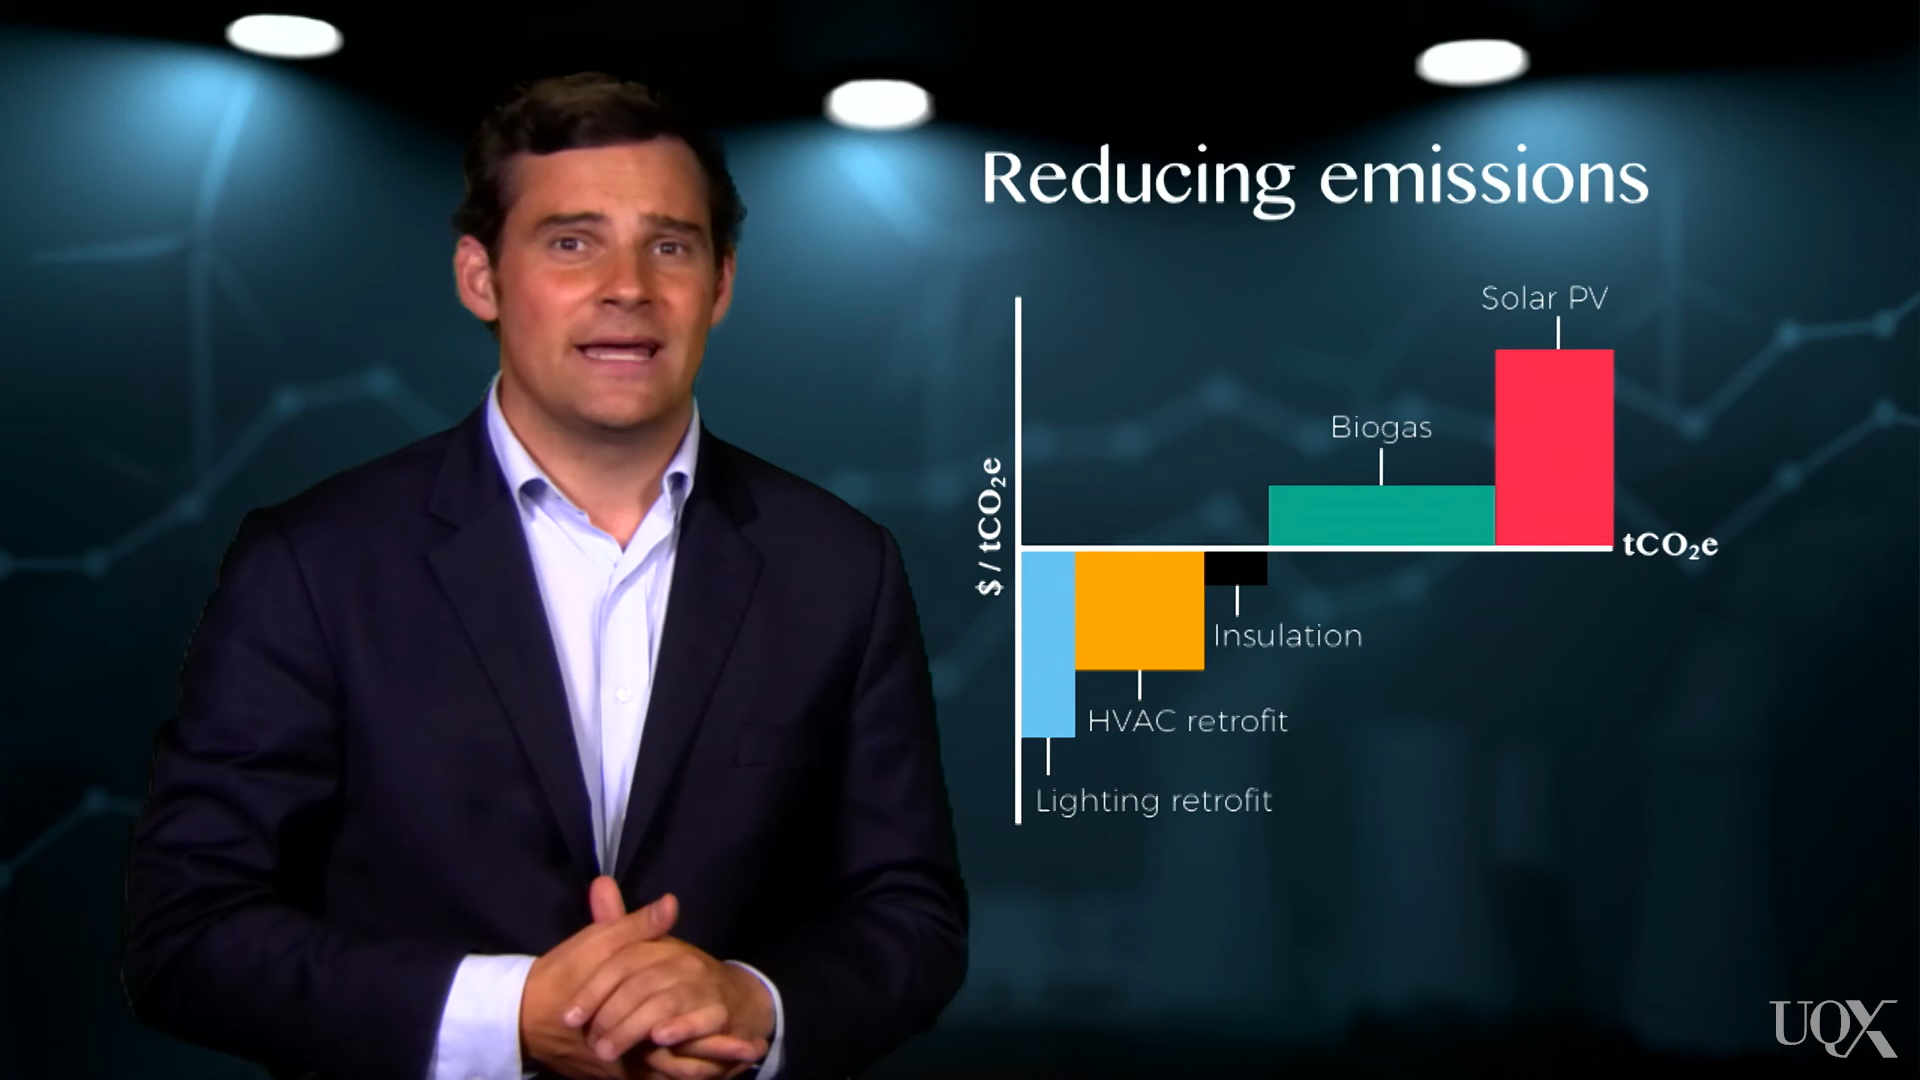 Reducing emissions
Solar PV
Biogas
$ / tCO₂e
tCO₂e
Insulation
HVAC retrofit
Lighting retrofit
UQX